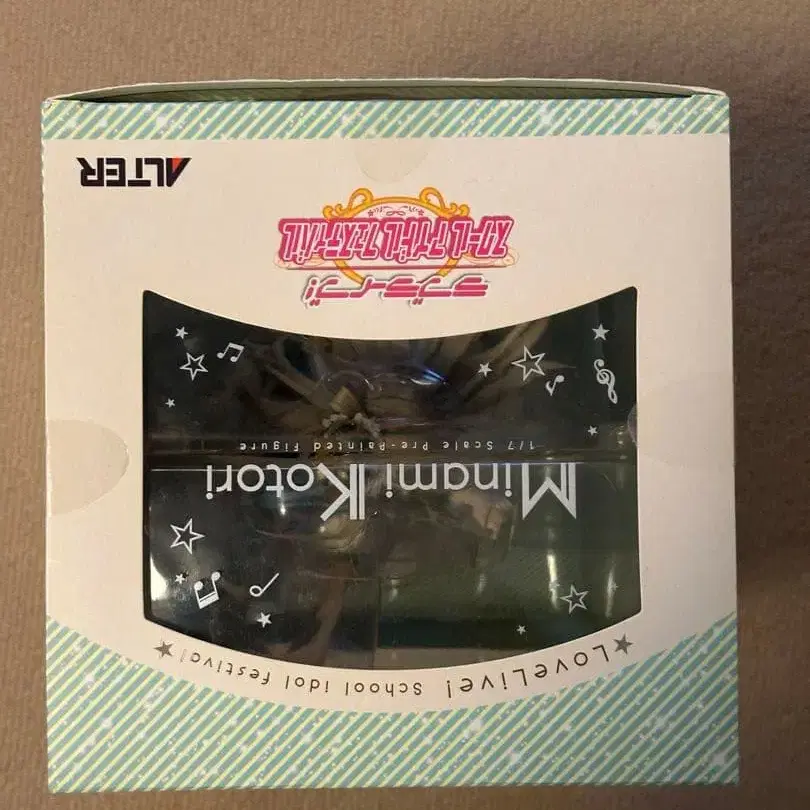 ★LoveLive! School idol festival★
Minami Kotori
1/7 Scale Pre-Painted Figure
ラブライブ!
スクールアイドルフェスティバル
ALTER